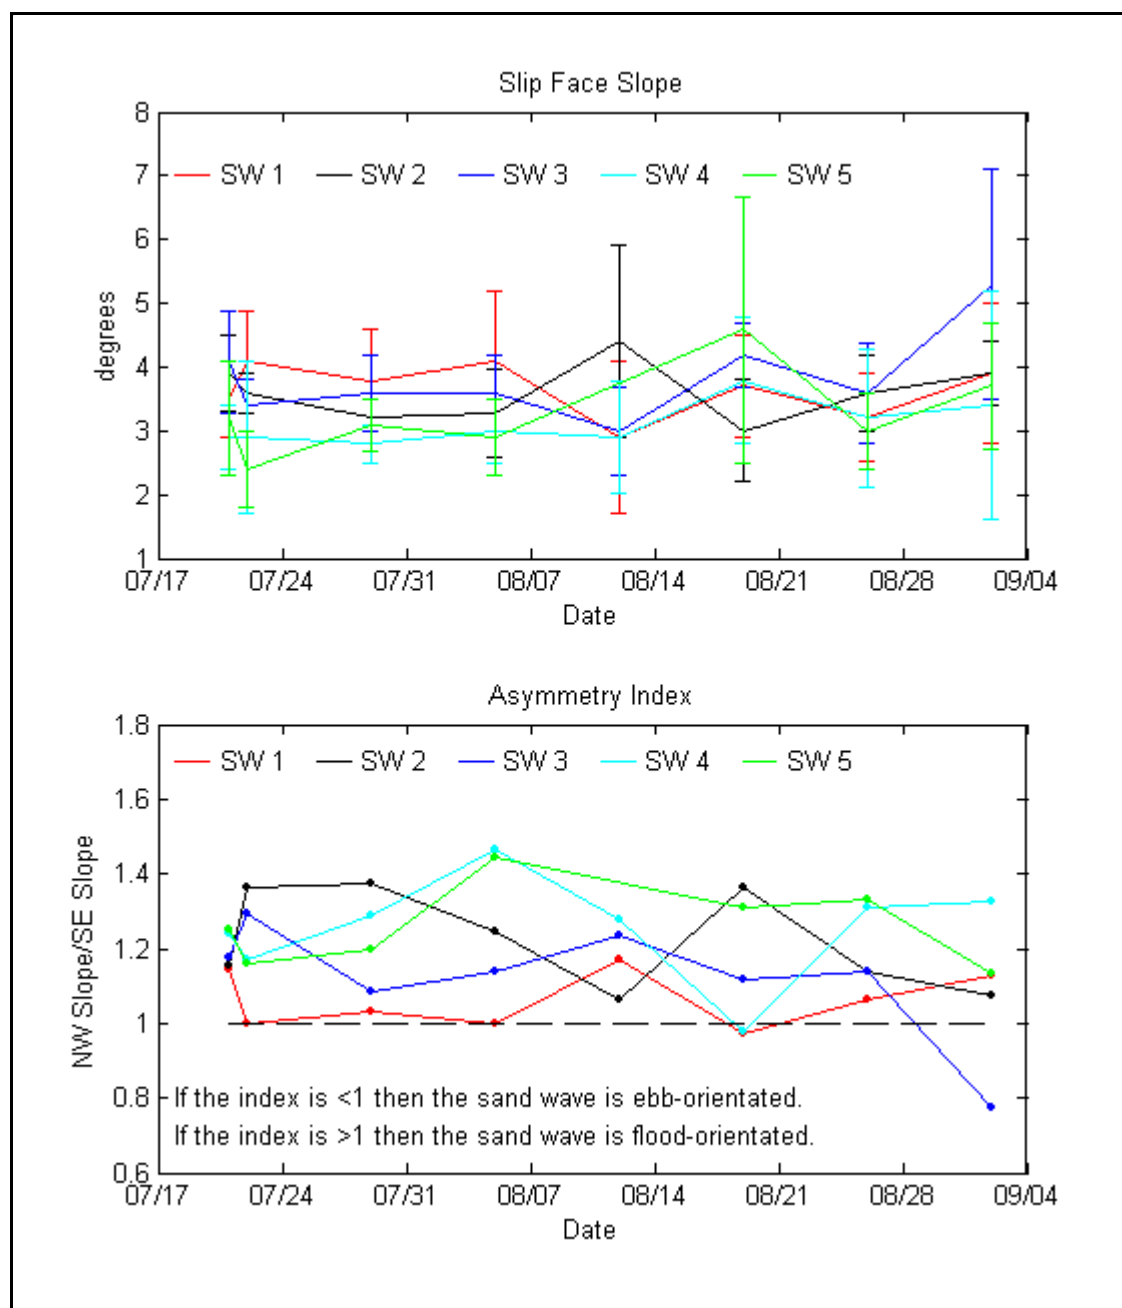 Slip Face Slope
8
SW 1 SW 2 SW 3 SW 4 SW 5
7
6
5
degrees
4
3
2
1
07/17 07/24 07/31 08/07 08/14 08/21 08/28 09/04
Date
Asymmetry Index
1.8
SW 1 SW 2 SW 3 SW 4 SW 5
1.6
1.4
NW Slope/SE Slope
1.2
1
0.8
If the index is <1 then the sand wave is ebb-orientated.
If the index is >1 then the sand wave is flood-orientated.
0.6
07/17 07/24 07/31 08/07 08/14 08/21 08/28 09/04
Date